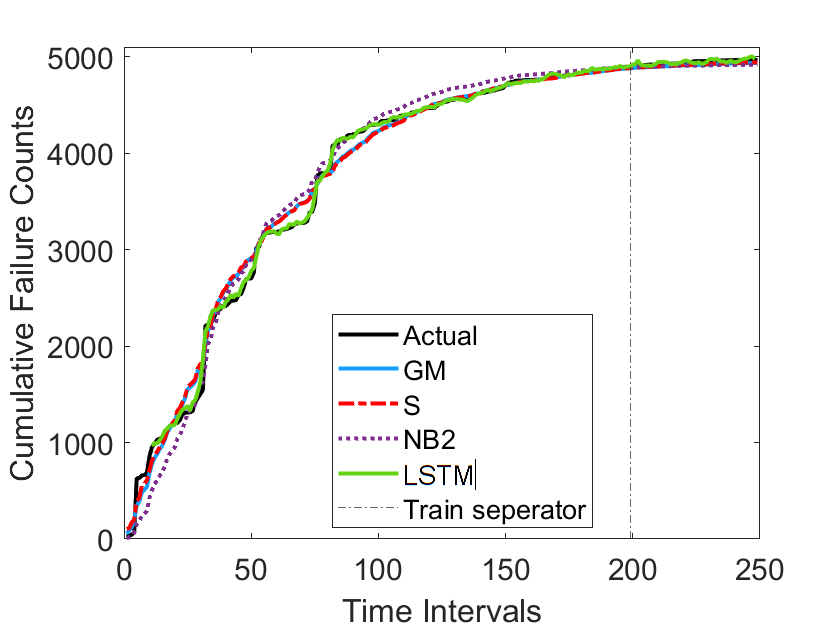 5000
4000
3000
2000
1000
0
Cumulative Failure Counts
Actual
GM
S
NB2
LSTM
Train seperator
0 50 100 150 200 250
Time Intervals